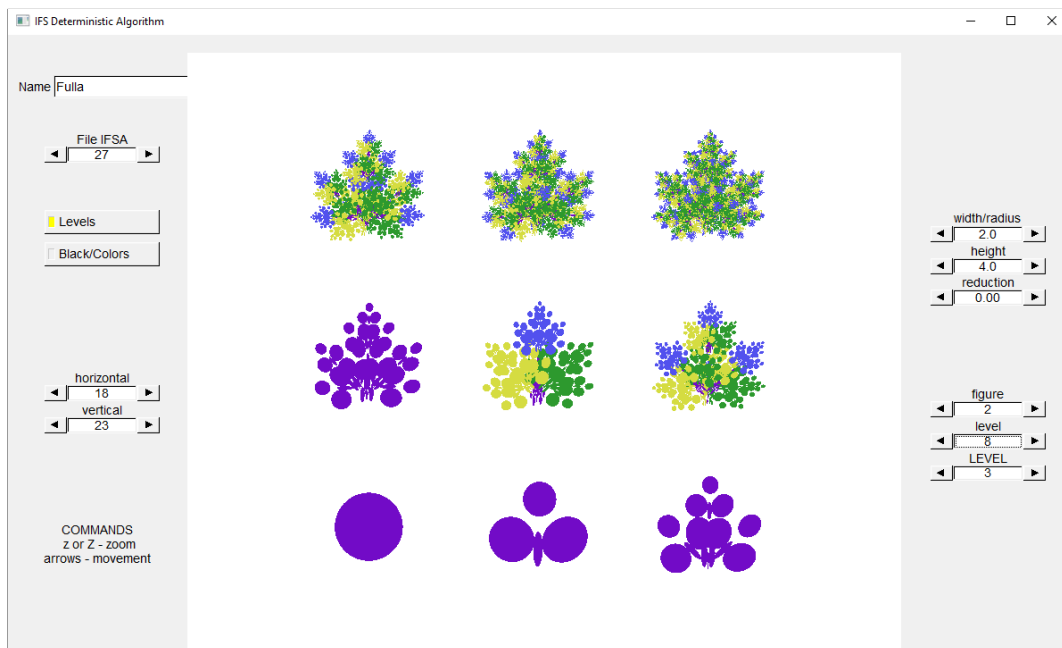 IFS Deterministic Algorithm
Name Fulla
File IFSA
27
Levels
Black/Colors
horizontal
18
vertical
23
COMMANDS
z or Z - zoom
arrows - movement
width/radius
2.0
height
4.0
reduction
0.00
figure
2
level
8
LEVEL
3